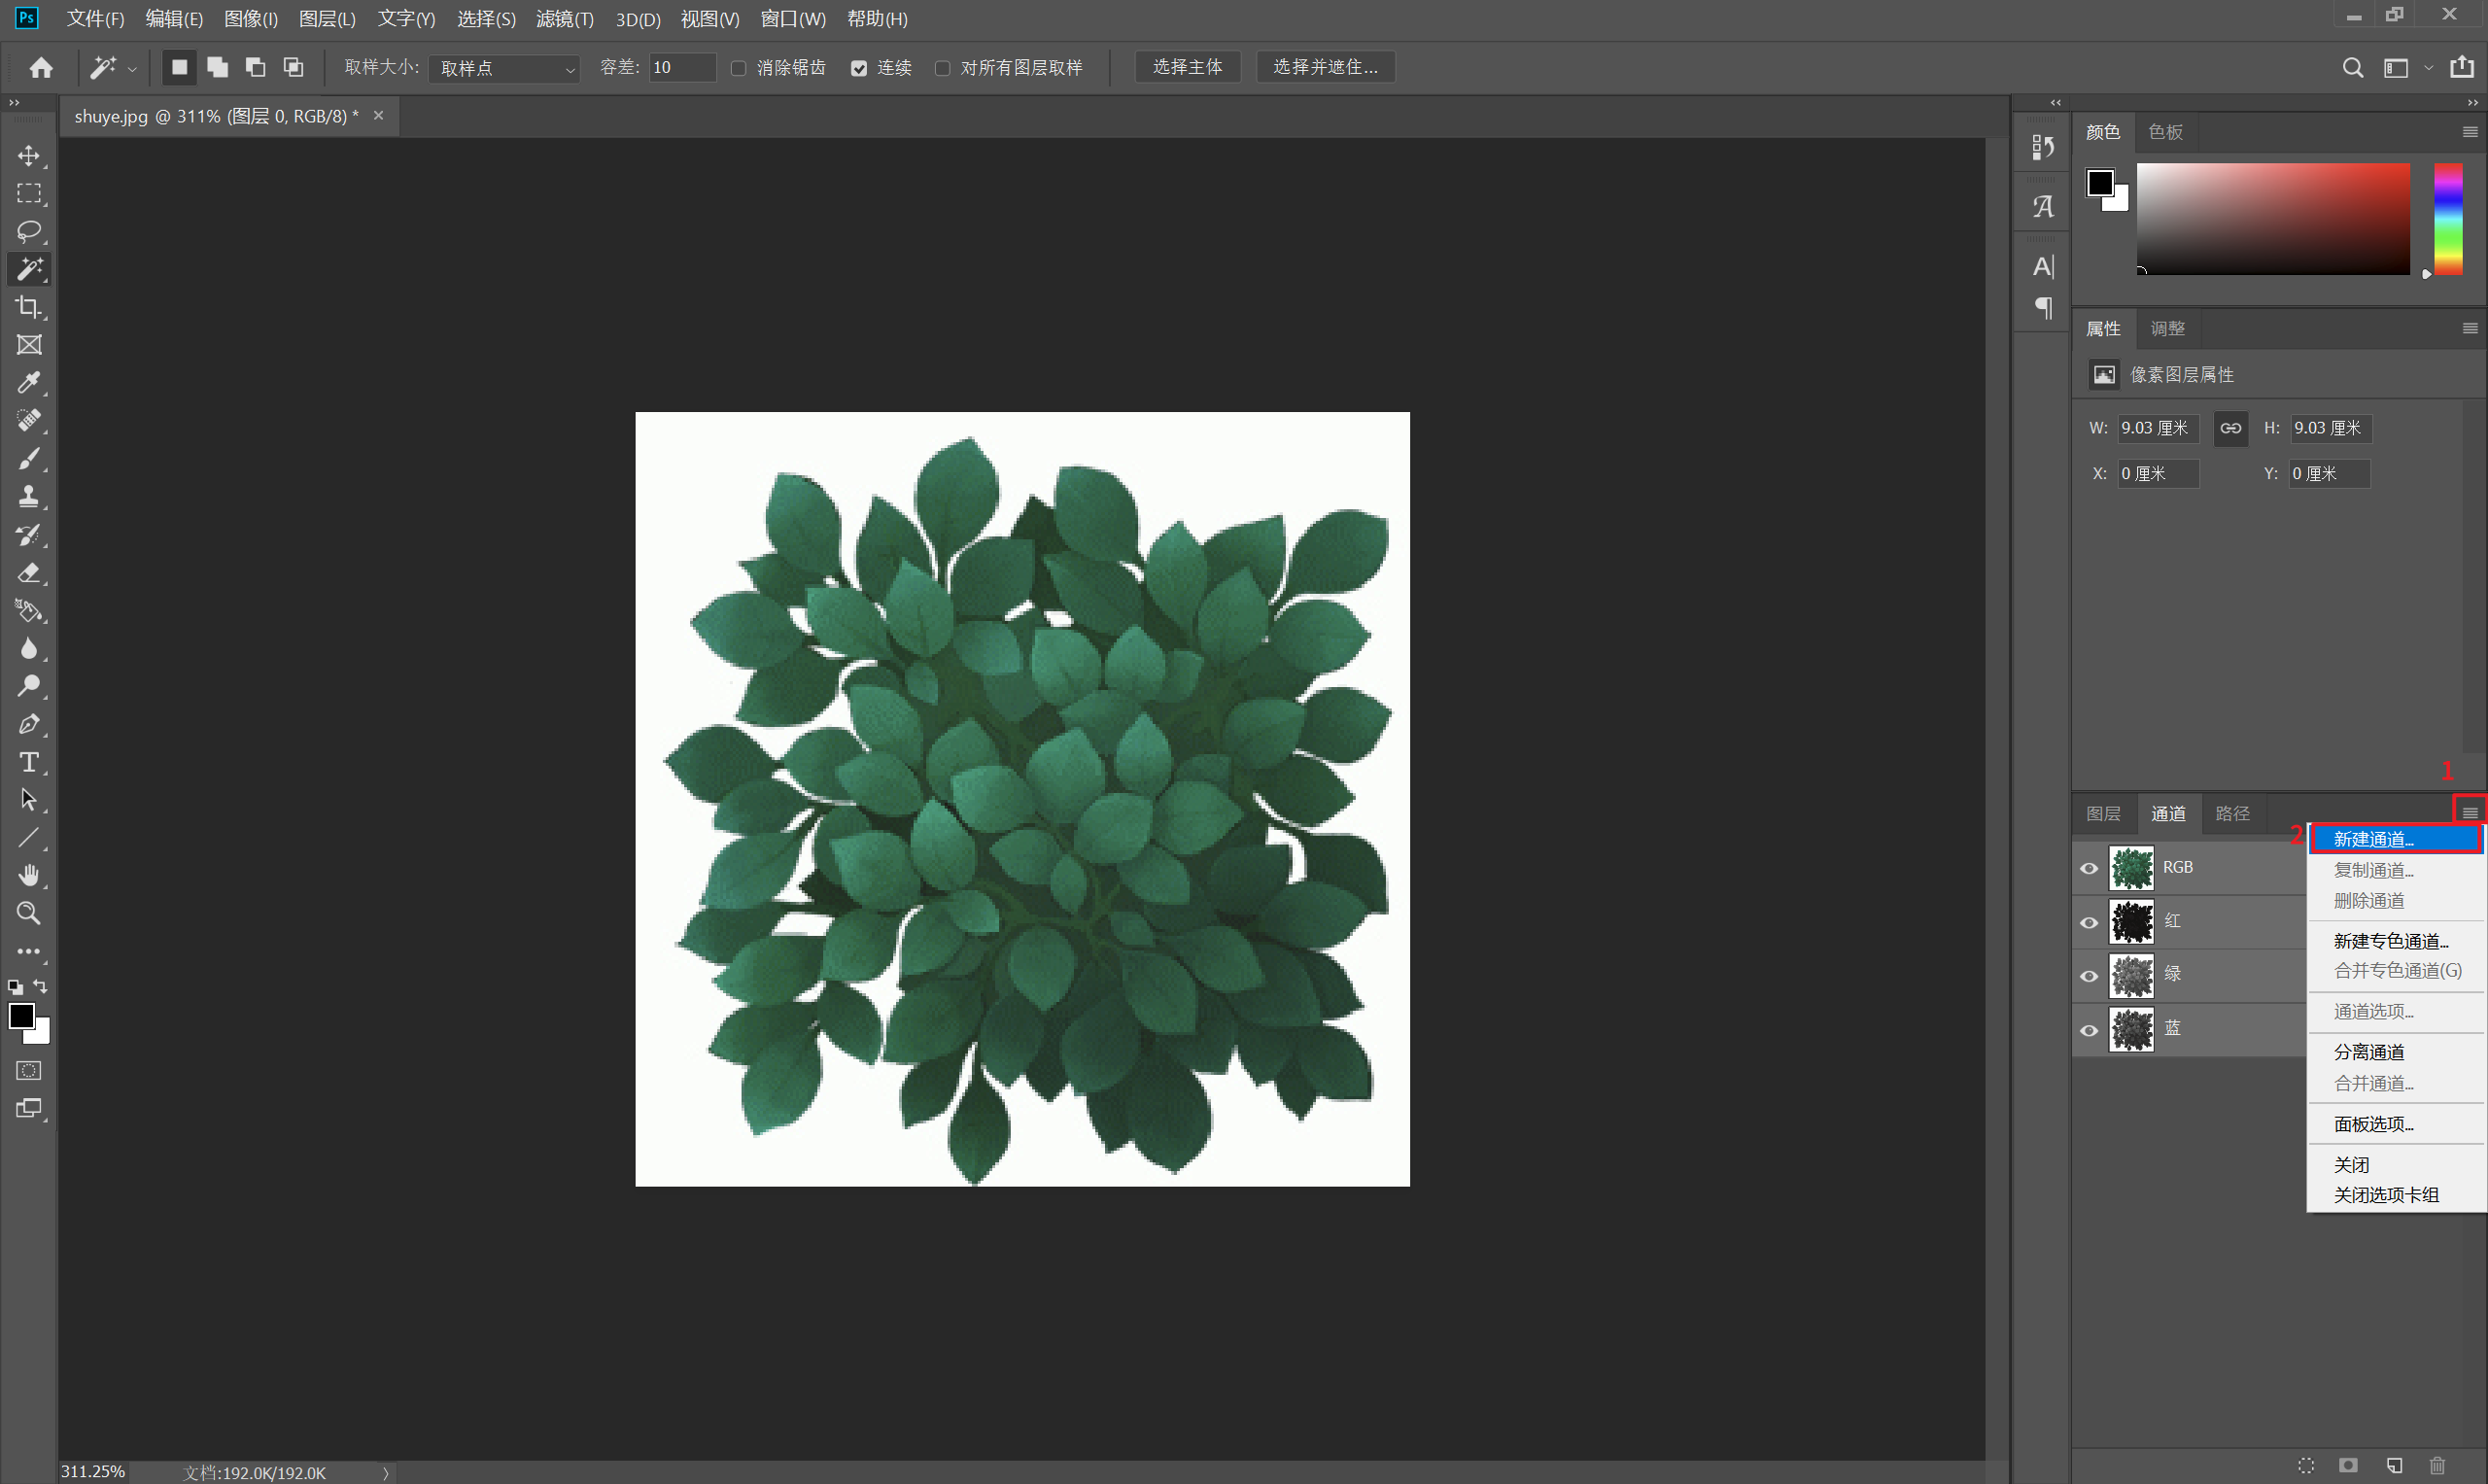 Ps 文件(F) 编辑(E) 图像(I) 图层(L) 文字(Y) 选择(S) 滤镜(T) 3D(D) 视图(V) 窗口(W) 帮助(H)
取样大小: 取样点 容差: 10 消除锯齿 连续 对所有图层取样 选择主体 选择并遮住...
shuye.jpg @ 311% (图层 0, RGB/8) *
颜色 色板
属性 调整
像素图层属性
W: 9.03 厘米 H: 9.03 厘米
X: 0 厘米 Y: 0 厘米
1
图层 通道 路径
2
新建通道...
复制通道...
删除通道
新建专色通道...
合并专色通道(G)
通道选项...
分离通道
合并通道...
面板选项...
关闭
关闭选项卡组
RGB
红
绿
蓝
311.25% 文档:192.0K/192.0K